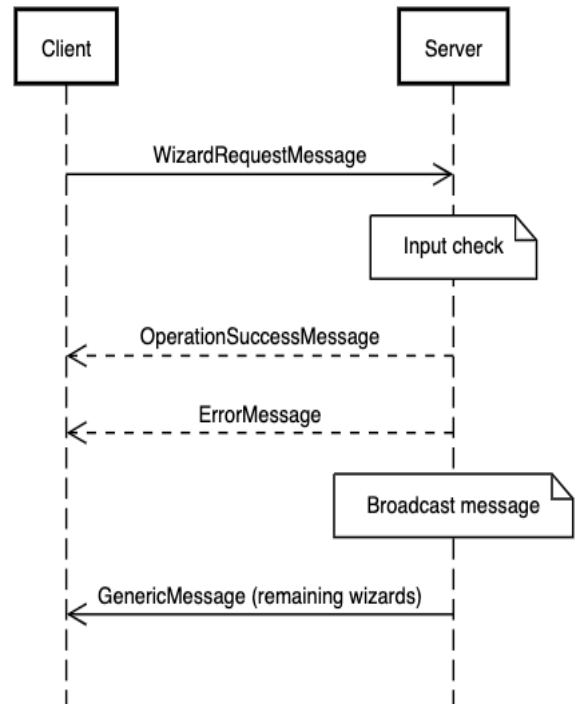 Client
Server
WizardRequestMessage
Input check
OperationSuccessMessage
ErrorMessage
Broadcast message
GenericMessage (remaining wizards)